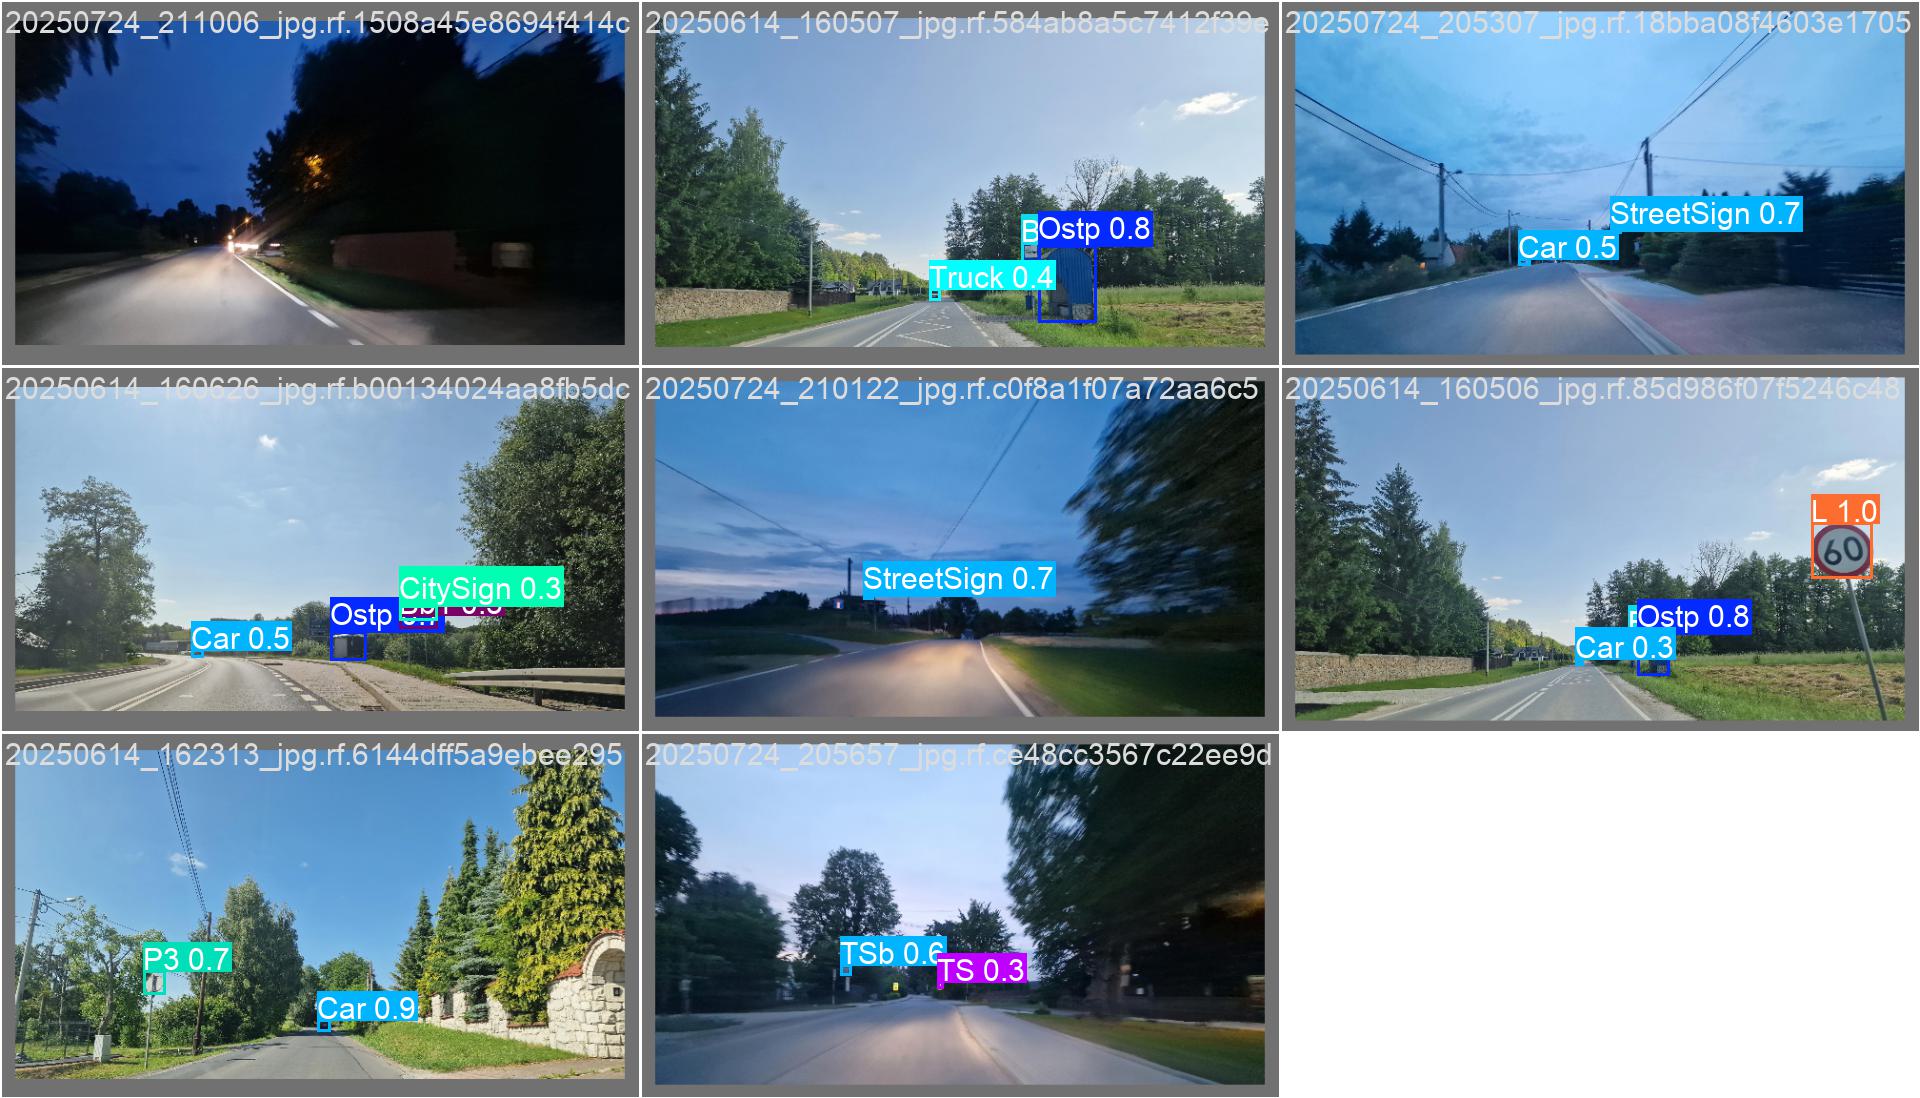 20250724_211006_jpg.rf.1508a45e8694f414c
20250614_160507_jpg.rf.584ab8a5c7412f39e
B
Ostp 0.8
Truck 0.4
20250724_205307_jpg.rf.18bba08f4603e1705
StreetSign 0.7
Car 0.5
20250614_160626_jpg.rf.b00134024aa8fb5dc
CitySign 0.3
Ostp
Car 0.5
20250724_210122_jpg.rf.c0f8a1f07a72aa6c5
StreetSign 0.7
20250614_160506_jpg.rf.85d986f07f5246c48
L 1.0
60
Ostp 0.8
Car 0.3
20250614_162313_jpg.rf.6144dff5a9ebee295
P3 0.7
Car 0.9
20250724_205657_jpg.rf.ce48cc3567c22ee9d
TSb 0.6
TS 0.3